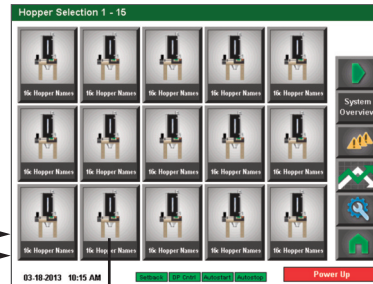 Hopper Selection 1 - 15
16c Hopper Names 16c Hopper Names 16c Hopper Names 16c Hopper Names 16c Hopper Names
System
Overview
16c Hopper Names 16c Hopper Names 16c Hopper Names 16c Hopper Names 16c Hopper Names
16c Hopper Names 16c Hopper Names 16c Hopper Names 16c Hopper Names 16c Hopper Names
03-18-2013 10:15 AM Setback DP Cntrl Autostart Autostop Power Up